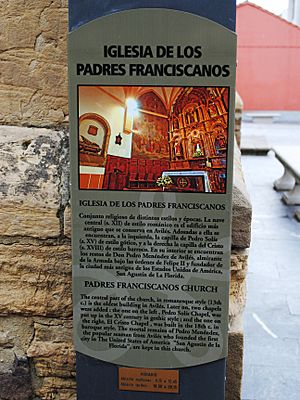 IGLESIA DE LOS
PADRES FRANCISCANOS
IGLESIA DE LOS PADRES FRANCISCANOS
Conjunto religioso de distintos estilos y épocas. La nave
central (s. XII) de estilo románico es el edificio más
antiguo que se conserva en Avilés. Adosadas a ella se
encuentran, a la izquierda, la capilla de Pedro Solís
(s. XV) de estilo gótico, y a la derecha la capilla del Cristo
(s. XVIII) de estilo barroco. En su interior se encuentran
los restos de Don Pedro Menéndez de Avilés, almirante
de la Armada bajo las órdenes de Felipe II y fundador de
la ciudad más antigua de los Estados Unidos de América,
San Agustín de La Florida.
PADRES FRANCISCANOS CHURCH
The central part of the church, in romanesque style (13th
c.) is the oldest building in Avilés. Later on, two chapels
were added: the one on the left, Pedro Solís Chapel, was
put up in the XV century in gothic style; and the one on
the right, El Cristo Chapel, was built in the 18th c. in
baroque style. The mortal remains of Pedro Menéndez,
the popular seaman from Avilés who founded the first
city in The United States of America "San Agustín de la
Florida", are kept in this church.
HORARIO